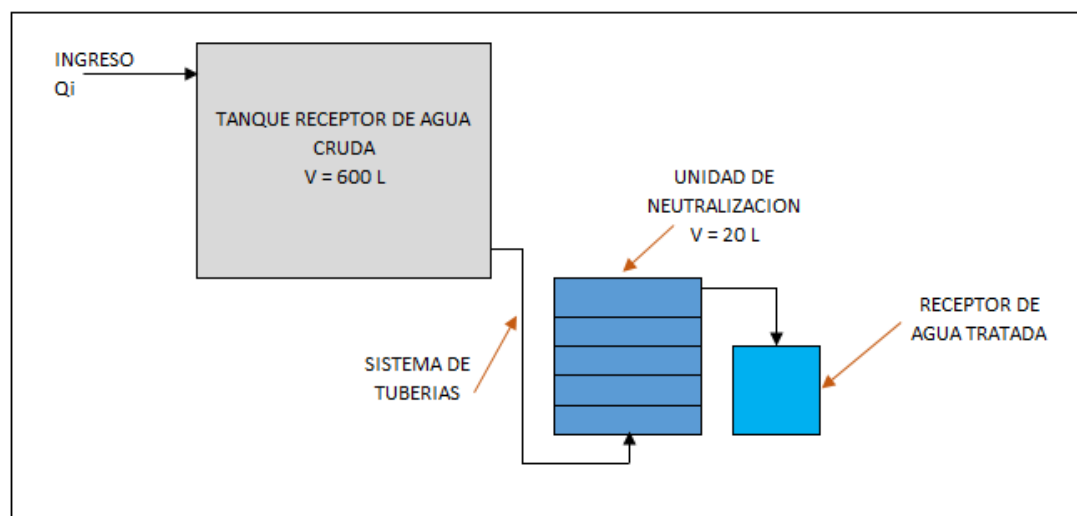 INGRESO
Qi
TANQUE RECEPTOR DE AGUA
CRUDA
V = 600 L
UNIDAD DE
NEUTRALIZACION
V = 20 L
SISTEMA DE
TUBERIAS
RECEPTOR DE
AGUA TRATADA